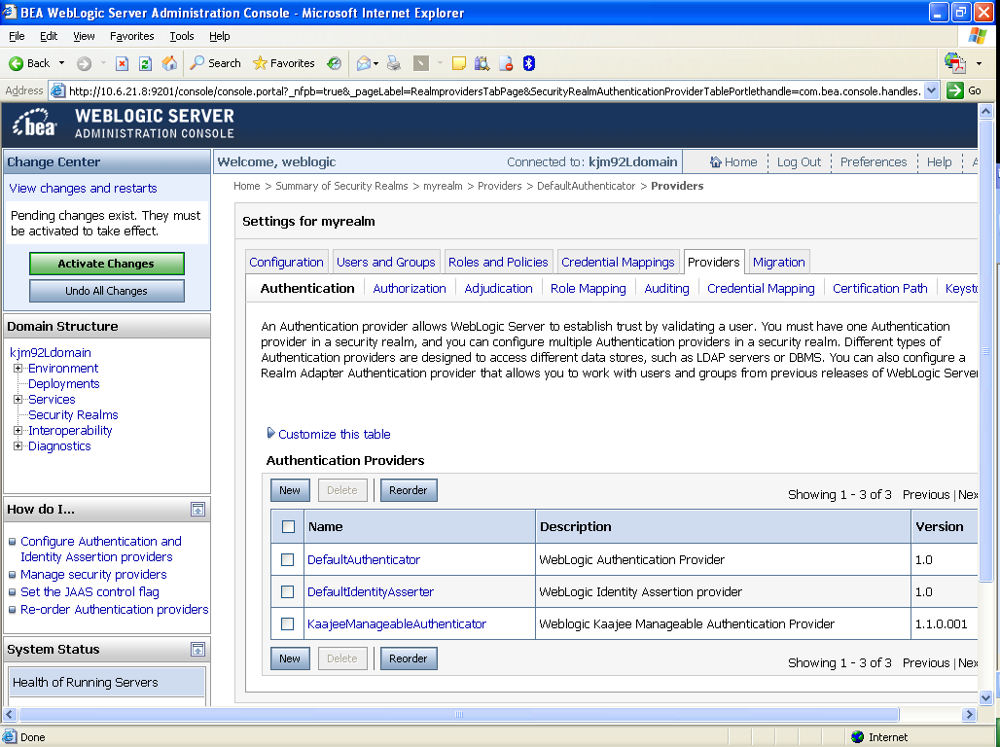 BEA WebLogic Server Administration Console - Microsoft Internet Explorer
File Edit View Favorites Tools Help
Back Search Favorites
Address http://10.6.21.8:9201/console/console.portal?_nfpb=true&_pageLabel=RealmprovidersTabPage&SecurityRealmAuthenticationProviderTablePortlethandle=com.bea.console.handles. Go
bea WEBLOGIC SERVER
ADMINISTRATION CONSOLE
Change Center
View changes and restarts
Pending changes exist. They must
be activated to take effect.
Activate Changes
Undo All Changes
Domain Structure
kjm92Ldomain
Environment
Deployments
Services
Security Realms
Interoperability
Diagnostics
How do I...
Configure Authentication and
Identity Assertion providers
Manage security providers
Set the JAAS control flag
Re-order Authentication providers
System Status
Health of Running Servers
Welcome, weblogic Connected to: kjm92Ldomain Home Log Out Preferences Help A
Home > Summary of Security Realms > myrealm > Providers > DefaultAuthenticator > Providers
Settings for myrealm
Configuration Users and Groups Roles and Policies Credential Mappings Providers Migration
Authentication Authorization Adjudication Role Mapping Auditing Credential Mapping Certification Path Keysto
An Authentication provider allows WebLogic Server to establish trust by validating a user. You must have one Authentication
provider in a security realm, and you can configure multiple Authentication providers in a security realm. Different types of
Authentication providers are designed to access different data stores, such as LDAP servers or DBMS. You can also configure a
Realm Adapter Authentication provider that allows you to work with users and groups from previous releases of WebLogic Server
Customize this table
Authentication Providers
New Delete Reorder Showing 1 - 3 of 3 Previous | Nex
Name Description Version
DefaultAuthenticator WebLogic Authentication Provider 1.0
DefaultIdentityAsserter WebLogic Identity Assertion provider 1.0
KaajeeManageableAuthenticator Weblogic Kaajee Manageable Authentication Provider 1.1.0.001
New Delete Reorder Showing 1 - 3 of 3 Previous | Nex
Done Internet